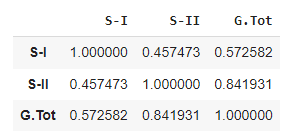 S-I S-II G.Tot
S-I 1.000000 0.457473 0.572582
S-II 0.457473 1.000000 0.841931
G.Tot 0.572582 0.841931 1.000000